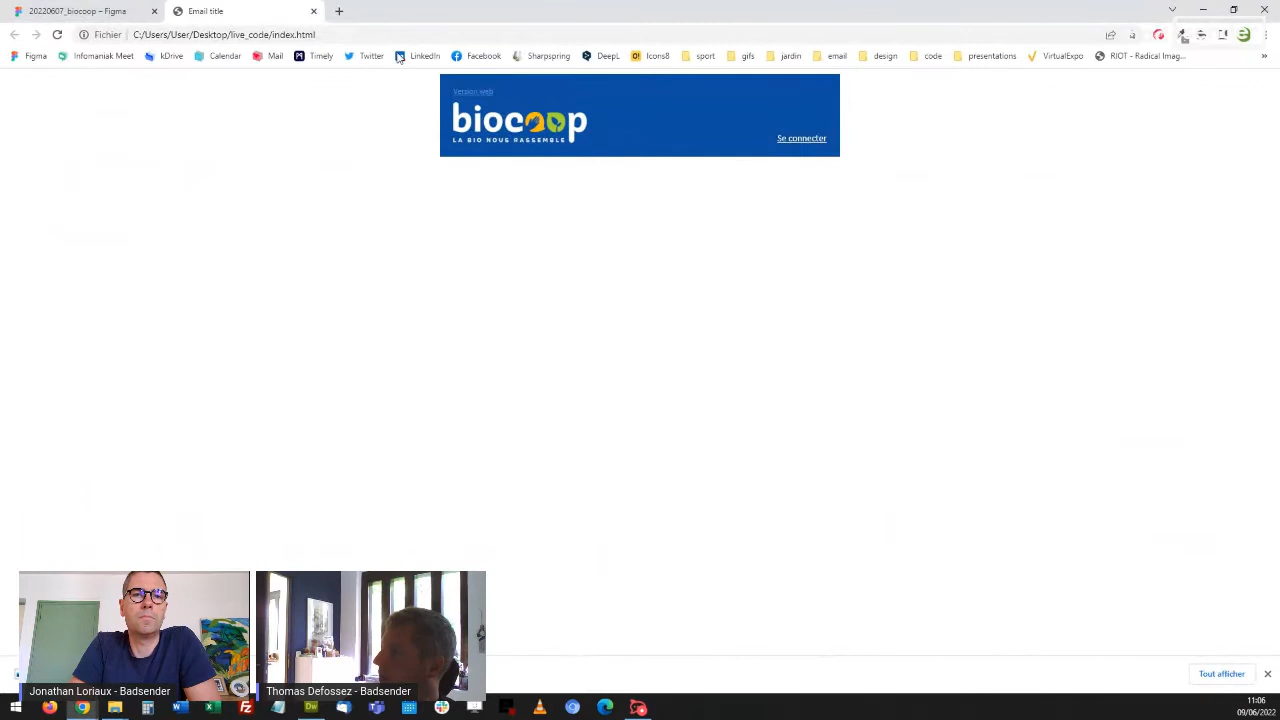 20220607_biocoop – Figma
Email title
Fichier
C:/Users/User/Desktop/live_code/index.html
Figma
Infomaniak Meet
kDrive
Calendar
Mail
Timely
Twitter
LinkedIn
Facebook
Sharpspring
DeepL
Icons8
sport
gifs
jardin
email
design
code
presentations
VirtualExpo
RIOT - Radical Imag...
Version web
biocoop
LA BIO NOUS RASSEMBLE
Se connecter
Jonathan Loriaux - Badsender
Thomas Defossez - Badsender
Tout afficher
11:06
09/06/2022